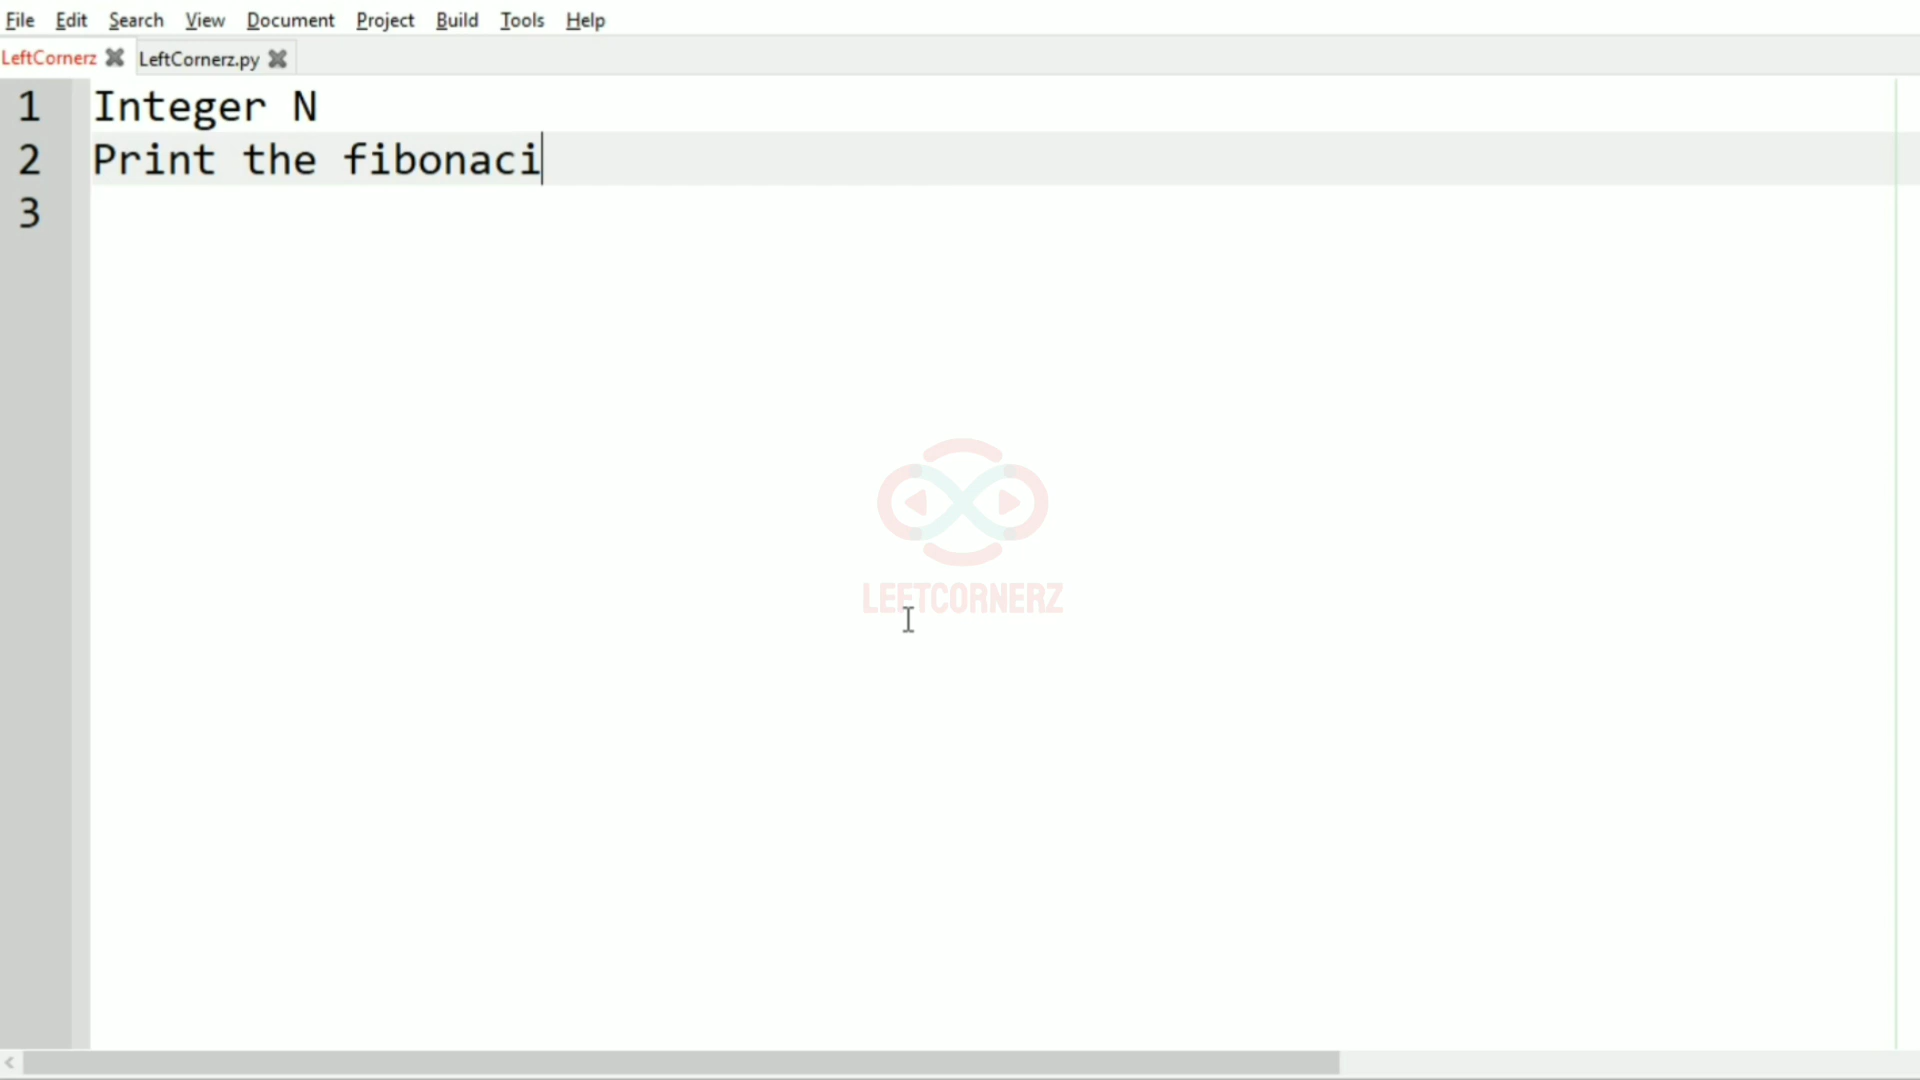 File Edit Search View Document Project Build Tools Help
LeftCornerz LeftCornerz.py
1 Integer N
2 Print the fibonaci
3
LEFTCORNERZ